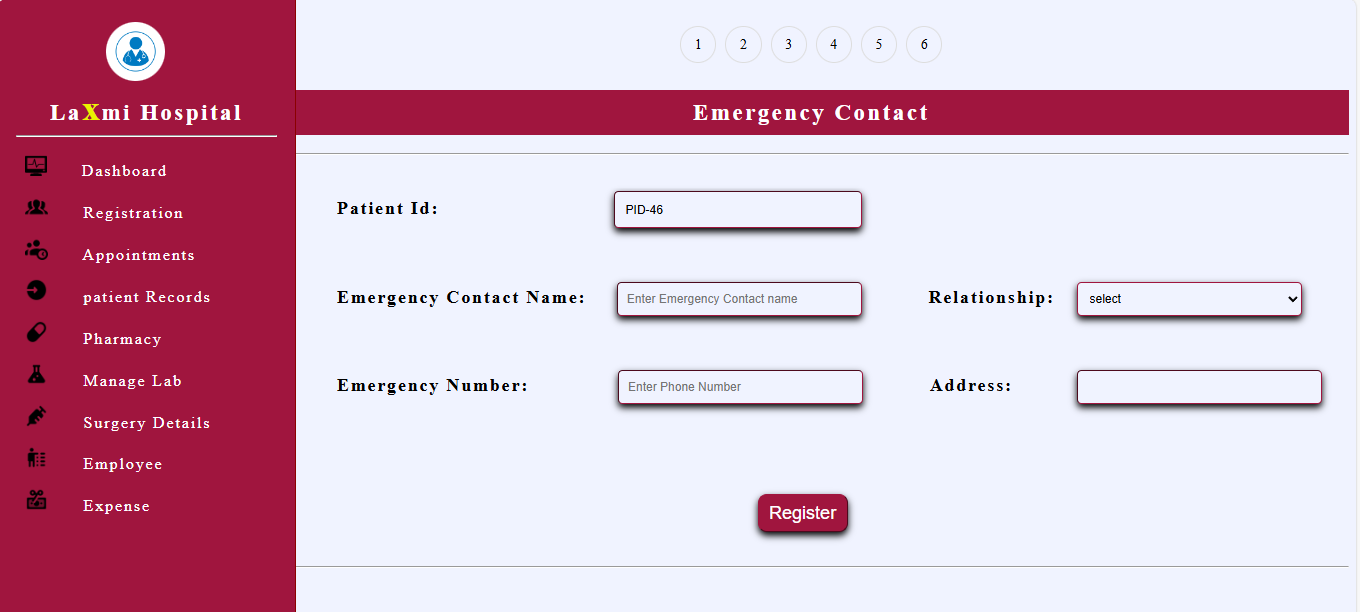 1 2 3 4 5 6
LaXmi Hospital
Emergency Contact
Dashboard
Registration
Appointments
patient Records
Pharmacy
Manage Lab
Surgery Details
Employee
Expense
Patient Id: PID-46
Emergency Contact Name: Enter Emergency Contact name Relationship: select
Emergency Number: Enter Phone Number Address:
Register